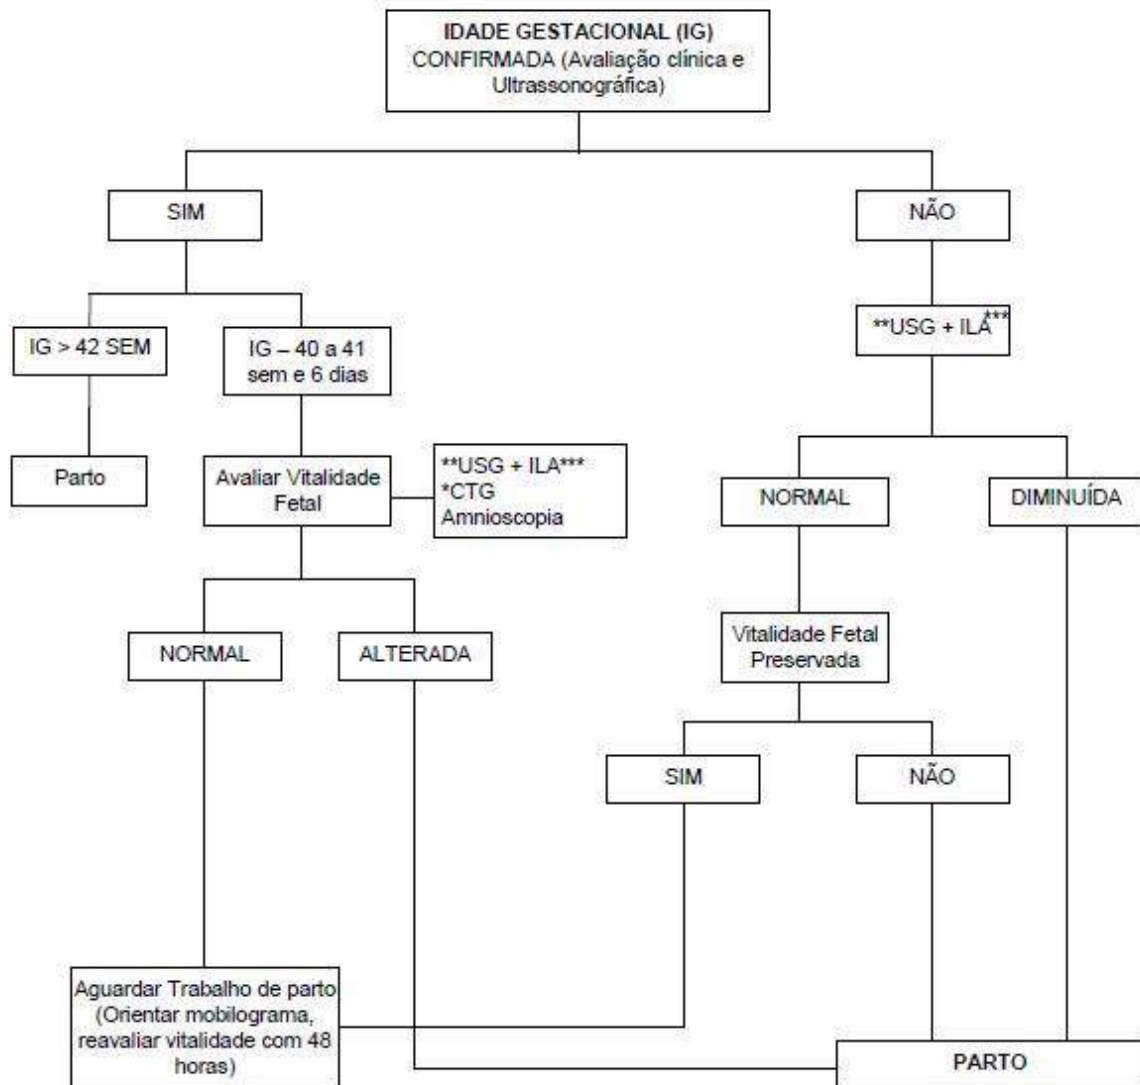 IDADE GESTACIONAL (IG)
CONFIRMADA (Avaliação clínica e
Ultrassonográfica)
SIM
NÃO
IG > 42 SEM
IG – 40 a 41
sem e 6 dias
**USG + ILA***
Parto
Avaliar Vitalidade
Fetal
**USG + ILA***
*CTG
Amnioscopia
NORMAL
DIMINUÍDA
NORMAL
ALTERADA
Vitalidade Fetal
Preservada
SIM
NÃO
Aguardar Trabalho de parto
(Orientar mobilograma,
reavaliar vitalidade com 48
horas)
PARTO